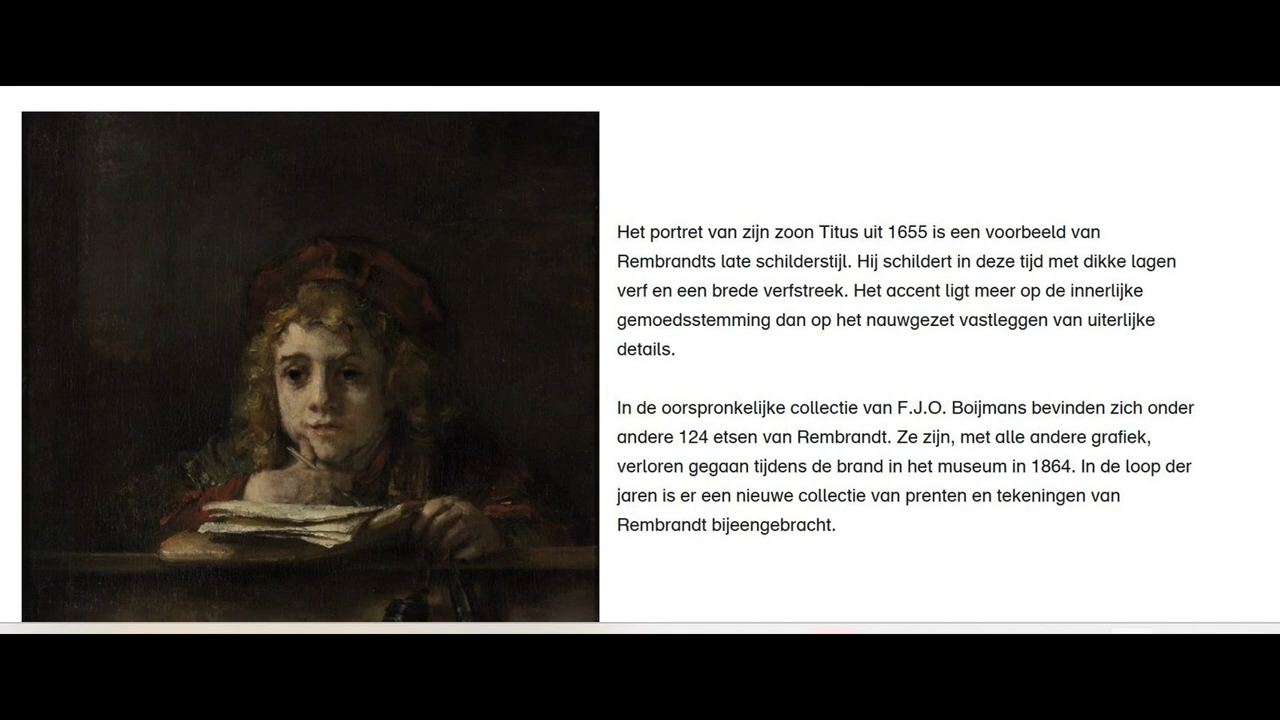 Het portret van zijn zoon Titus uit 1655 is een voorbeeld van
Rembrandts late schilderstijl. Hij schildert in deze tijd met dikke lagen
verf en een brede verfstreek. Het accent ligt meer op de innerlijke
gemoedsstemming dan op het nauwgezet vastleggen van uiterlijke
details.
In de oorspronkelijke collectie van F.J.O. Boijmans bevinden zich onder
andere 124 etsen van Rembrandt. Ze zijn, met alle andere grafiek,
verloren gegaan tijdens de brand in het museum in 1864. In de loop der
jaren is er een nieuwe collectie van prenten en tekeningen van
Rembrandt bijeengebracht.